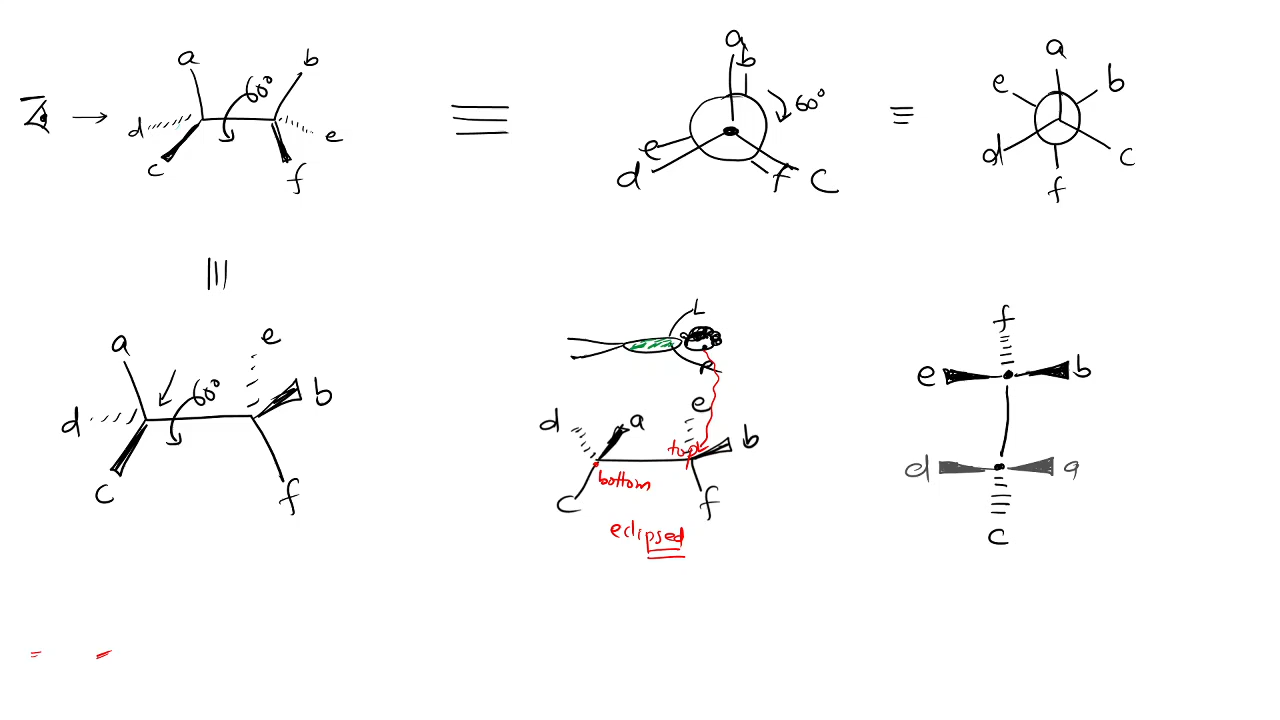 a b
60°
d e
c f
a
b
60°
e
d f c
a
e b
d c
f
a e
60° b
d
c f
L
R
e
d a b
top
bottom
c f
eclipsed
f
e b
d a
c